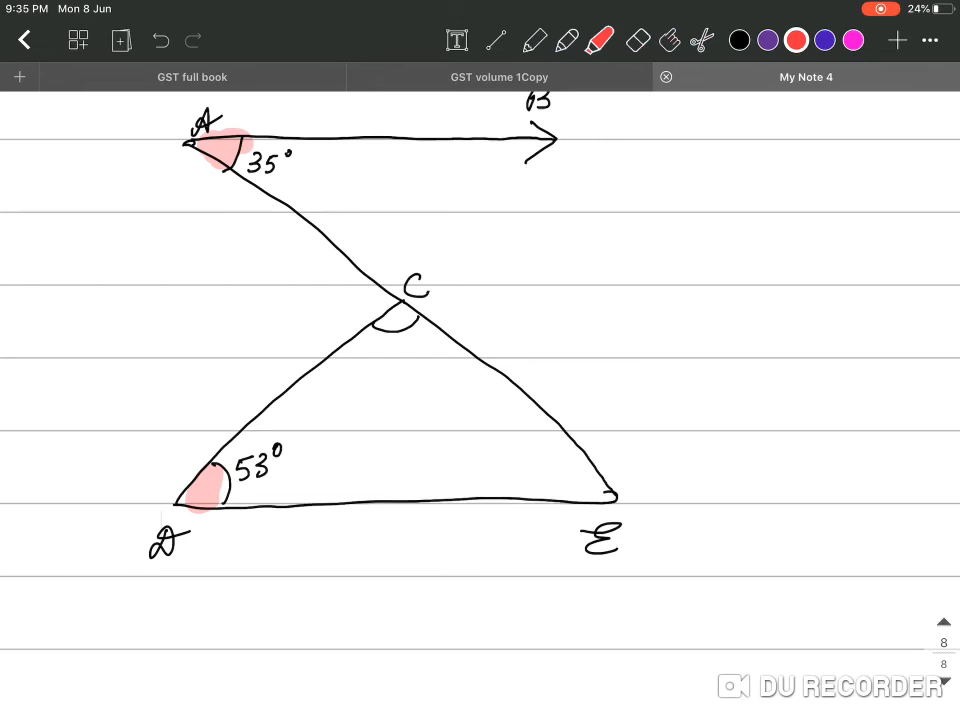 9:35 PM Mon 8 Jun
24%
T
GST full book
GST volume 1Copy
My Note 4
A
B
35°
C
53°
D
E
8
8
DU RECORDER